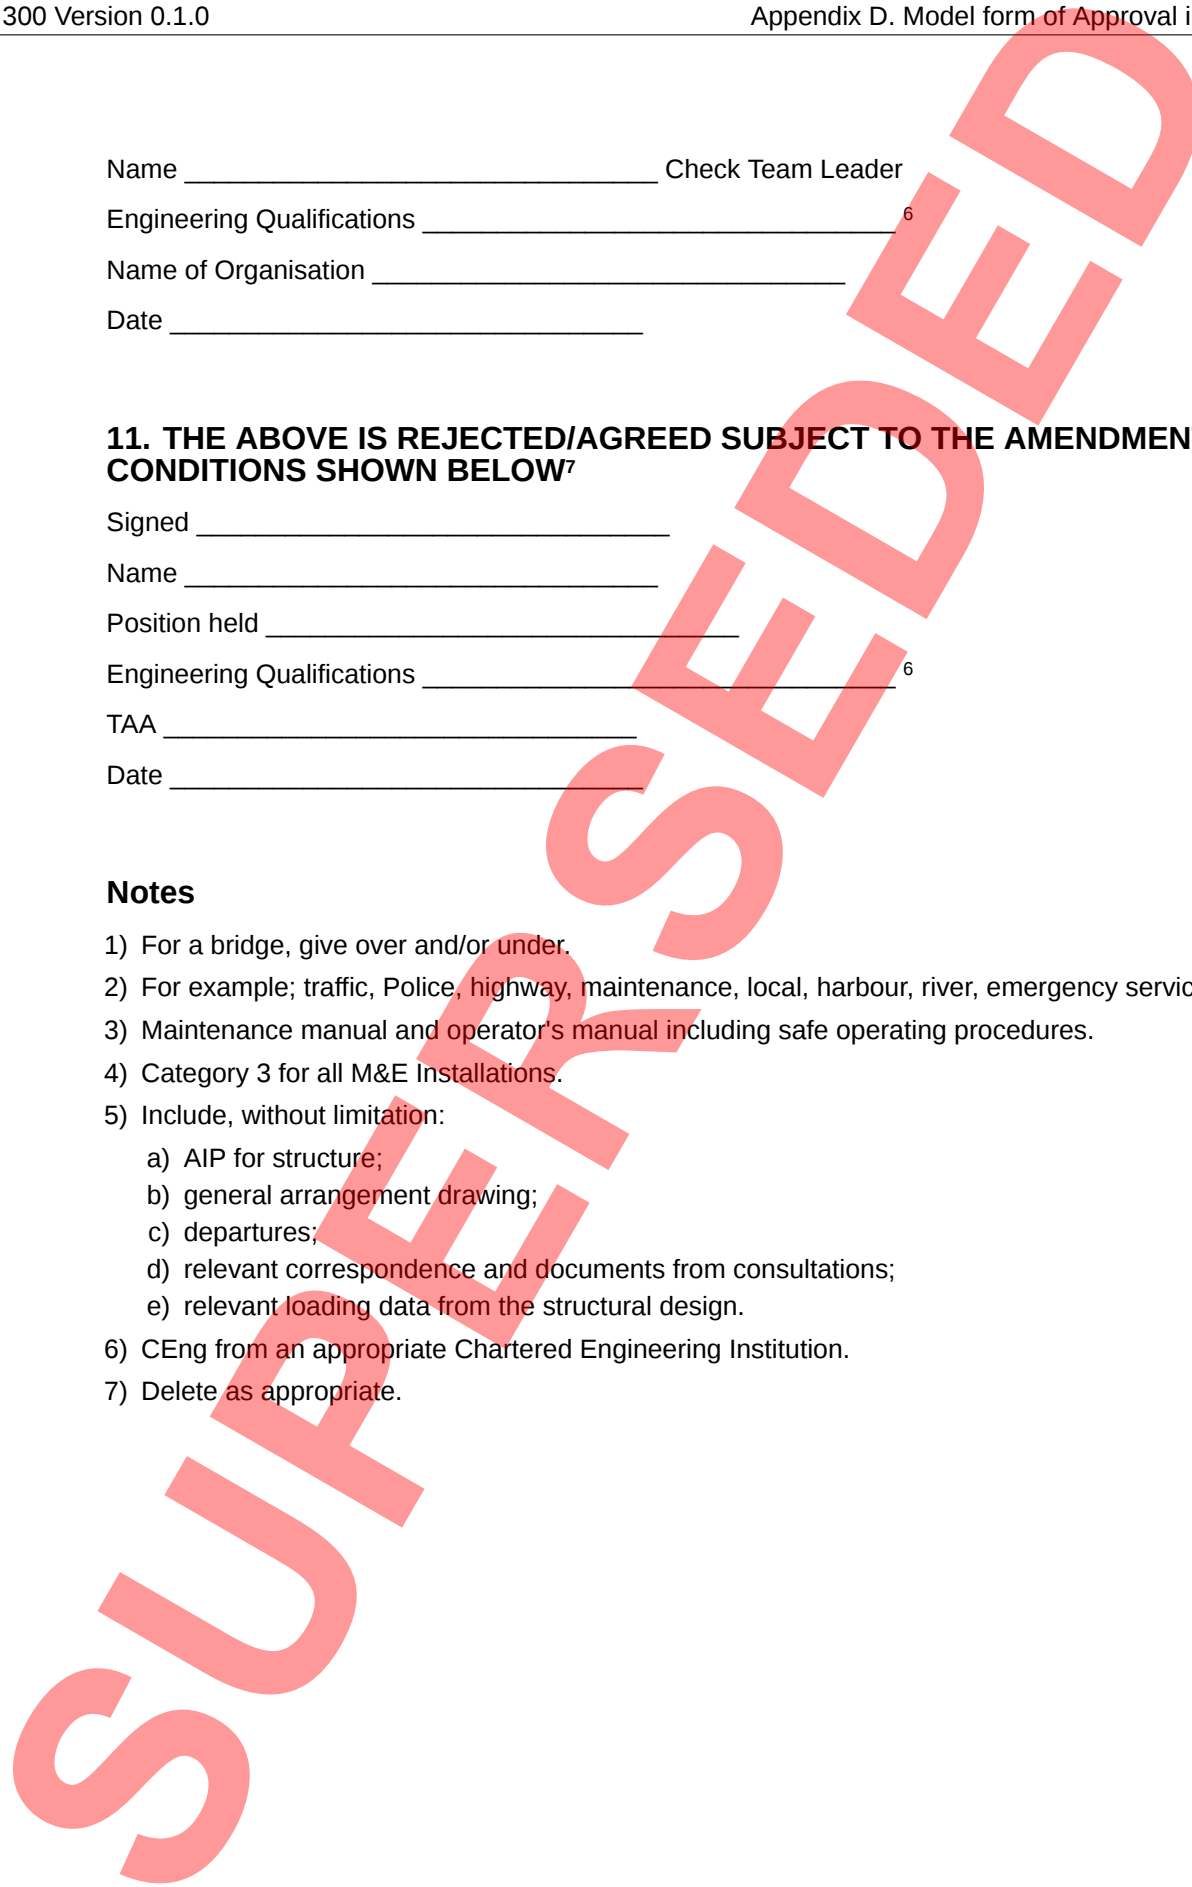 300 Version 0.1.0 Appendix D. Model form of Approval i
Name ________________________________ Check Team Leader
Engineering Qualifications ________________________________ 6
Name of Organisation ________________________________
Date ________________________________
11. THE ABOVE IS REJECTED/AGREED SUBJECT TO THE AMENDMEN
CONDITIONS SHOWN BELOW7
Signed ________________________________
Name ________________________________
Position held ________________________________
Engineering Qualifications ________________________________ 6
TAA ________________________________
Date ________________________________
Notes
1) For a bridge, give over and/or under.
2) For example; traffic, Police, highway, maintenance, local, harbour, river, emergency servic
3) Maintenance manual and operator's manual including safe operating procedures.
4) Category 3 for all M&E Installations.
5) Include, without limitation:
a) AIP for structure;
b) general arrangement drawing;
c) departures;
d) relevant correspondence and documents from consultations;
e) relevant loading data from the structural design.
6) CEng from an appropriate Chartered Engineering Institution.
7) Delete as appropriate.
SUPERSEDED